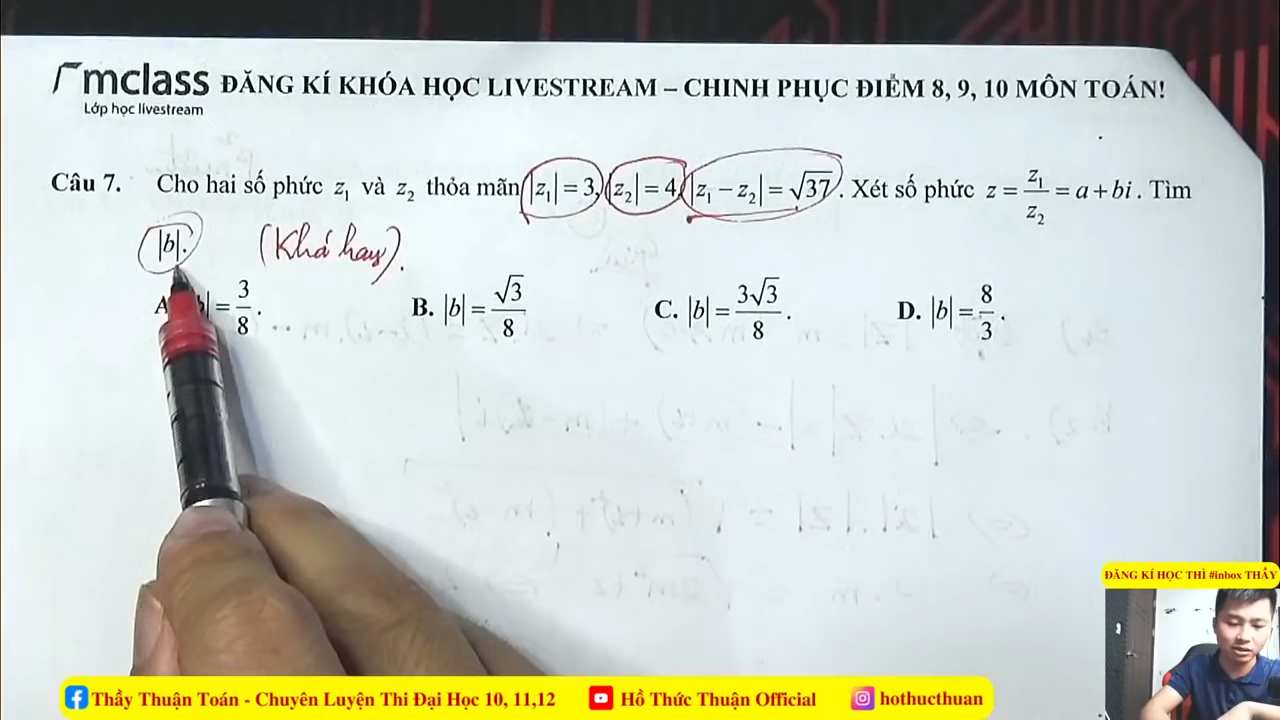 mclass
Lớp học livestream
ĐĂNG KÍ KHÓA HỌC LIVESTREAM – CHINH PHỤC ĐIỂM 8, 9, 10 MÔN TOÁN!
Câu 7. Cho hai số phức z₁ và z₂ thỏa mãn |z₁| = 3, |z₂| = 4, |z₁ − z₂| = √37. Xét số phức z = z₁/z₂ = a + bi. Tìm
|b|. (Khá hay).
A b| = 3/8. B. |b| = √3/8 C. |b| = 3√3/8. D. |b| = 8/3.
ĐĂNG KÍ HỌC THÌ #inbox THẦY
Thầy Thuận Toán - Chuyên Luyện Thi Đại Học 10, 11,12 Hồ Thức Thuận Official hothucthuan